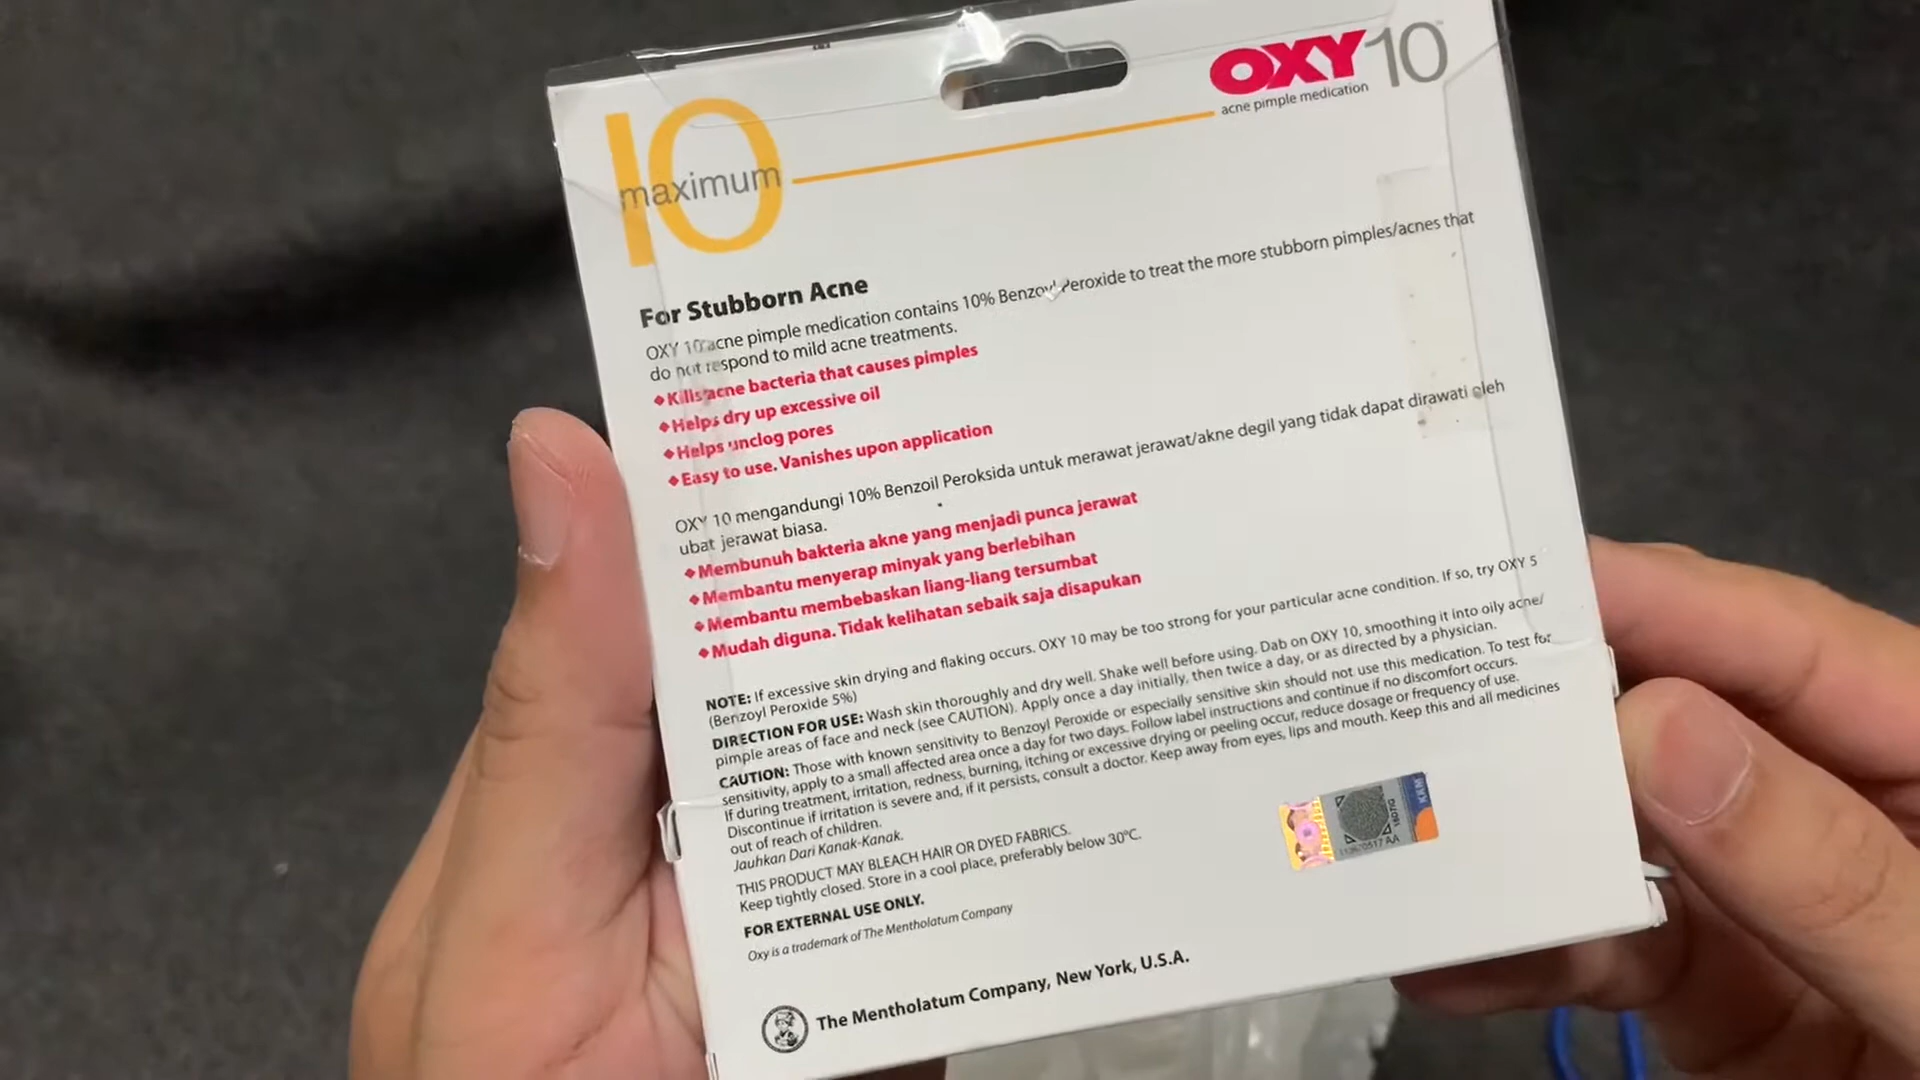 OXY 10
acne pimple medication
10
maximum
For Stubborn Acne
OXY 10 acne pimple medication contains 10% Benzoyl Peroxide to treat the more stubborn pimples/acnes that
do not respond to mild acne treatments.
Kills acne bacteria that causes pimples
Helps dry up excessive oil
Helps unclog pores
Easy to use. Vanishes upon application
OXY 10 mengandungi 10% Benzoil Peroksida untuk merawat jerawat/akne degil yang tidak dapat dirawati oleh
ubat jerawat biasa.
Membunuh bakteria akne yang menjadi punca jerawat
Membantu menyerap minyak yang berlebihan
Membantu membebaskan liang-liang tersumbat
Mudah diguna. Tidak kelihatan sebaik saja disapukan
NOTE: If excessive skin drying and flaking occurs. OXY 10 may be too strong for your particular acne condition. If so, try OXY 5
(Benzoyl Peroxide 5%)
DIRECTION FOR USE: Wash skin thoroughly and dry well. Shake well before using. Dab on OXY 10, smoothing it into oily acne/
pimple areas of face and neck (see CAUTION). Apply once a day initially, then twice a day, or as directed by a physician.
CAUTION: Those with known sensitivity to Benzoyl Peroxide or especially sensitive skin should not use this medication. To test for
sensitivity, apply to a small affected area once a day for two days. Follow label instructions and continue if no discomfort occurs.
If during treatment, irritation, redness, burning, itching or excessive drying or peeling occur, reduce dosage or frequency of use.
Discontinue if irritation is severe and, if it persists, consult a doctor. Keep away from eyes, lips and mouth. Keep this and all medicines
out of reach of children.
Jauhkan Dari Kanak-Kanak.
THIS PRODUCT MAY BLEACH HAIR OR DYED FABRICS.
Keep tightly closed. Store in a cool place, preferably below 30°C.
FOR EXTERNAL USE ONLY.
Oxy is a trademark of The Mentholatum Company
The Mentholatum Company, New York, U.S.A.
KKM